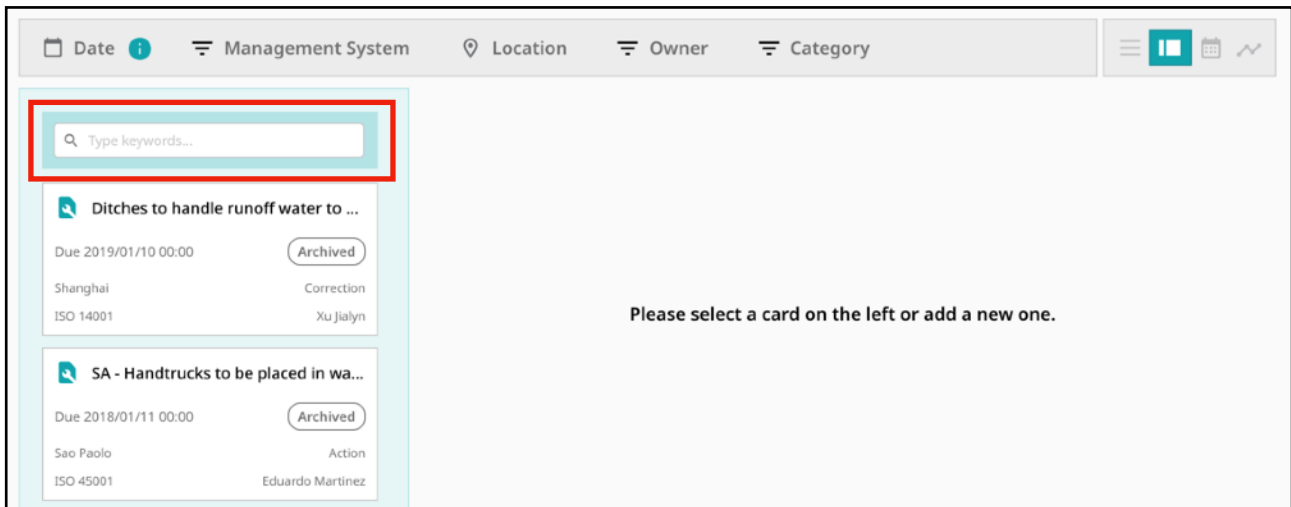 Date i Management System Location Owner Category
Type keywords...
Ditches to handle runoff water to ...
Due 2019/01/10 00:00 Archived
Shanghai Correction
ISO 14001 Xu Jialyn
SA - Handtrucks to be placed in wa...
Due 2018/01/11 00:00 Archived
Sao Paolo Action
ISO 45001 Eduardo Martinez
Please select a card on the left or add a new one.